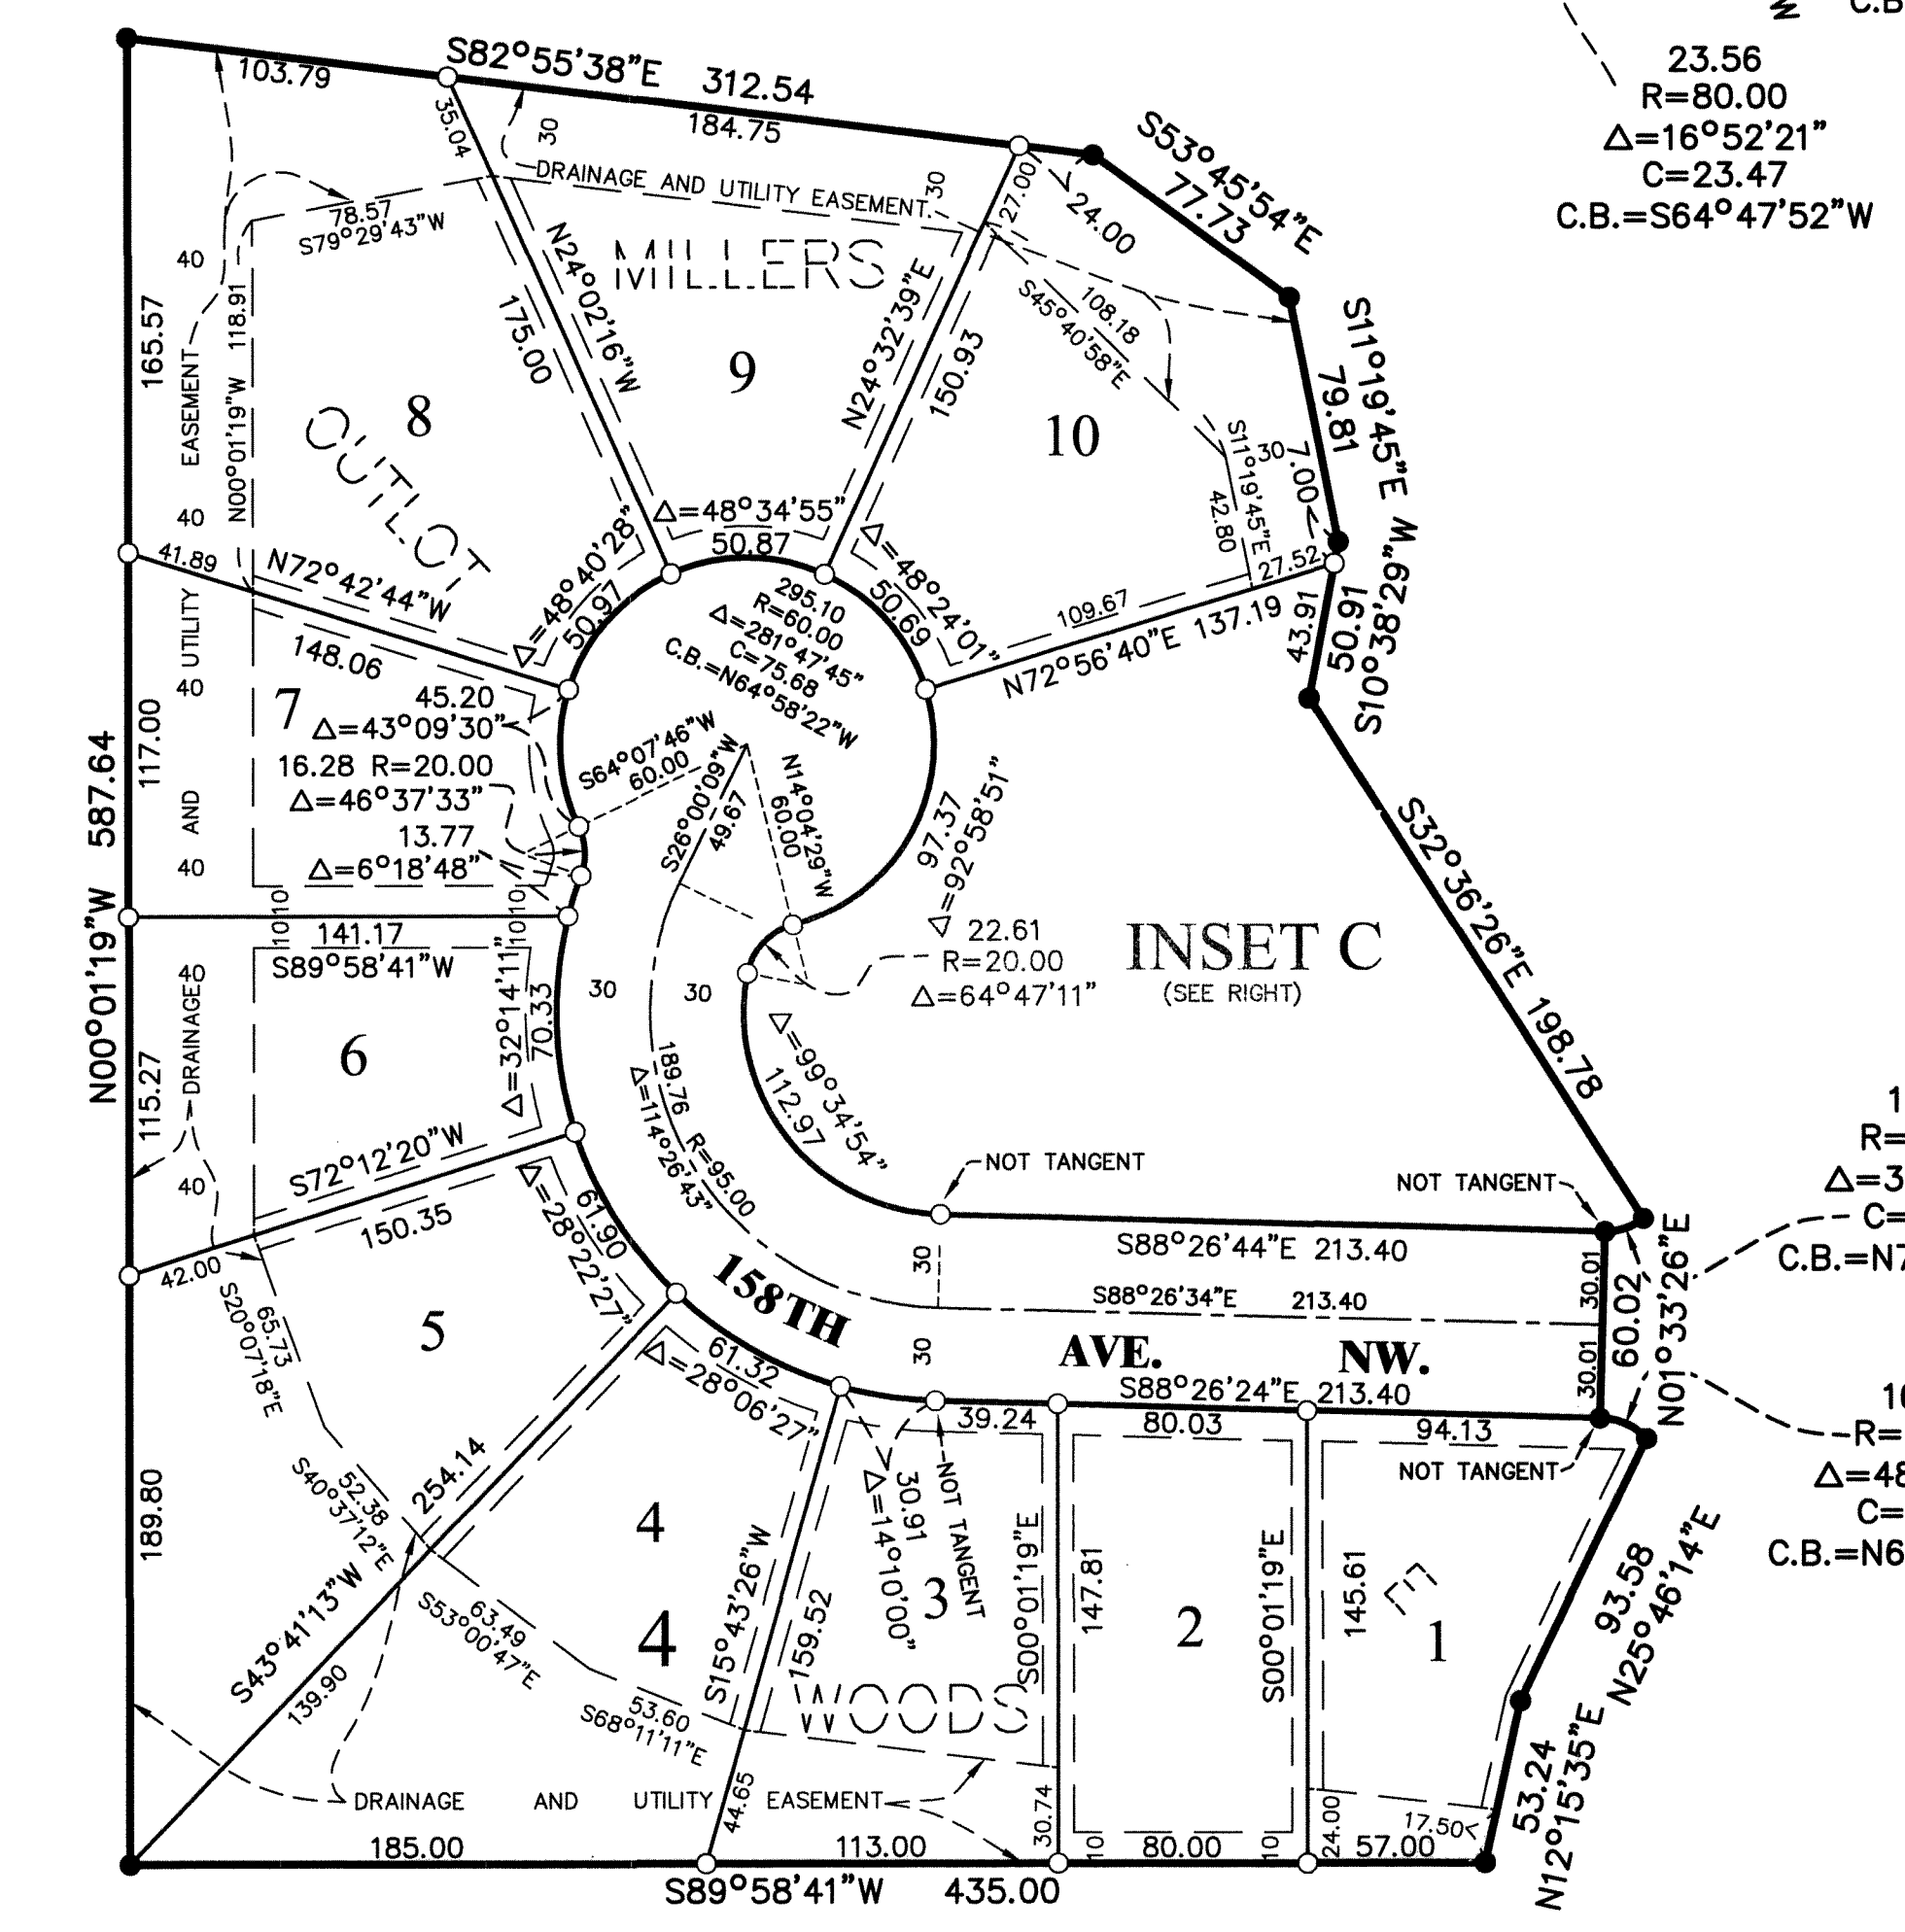 W
C.B
23.56
R=80.00
Δ=16°52'21"
C=23.47
C.B.=S64°47'52"W
S82°55'38"E 312.54
103.79
184.75
35.04
30
30
27.00
24.00
S53°45'54"E
77.73
DRAINAGE AND UTILITY EASEMENT
78.57
S79°29'43"W
N24°02'16"W
175.00
MILLERS
N24°32'39"E
150.93
108.18
S45°40'58"E
S11°19'45"E
79.81
40
165.57
EASEMENT
N00°01'19"W 118.91
8
OUTLOT
9
10
S11°19'45"E
42.80
30
7.00
40
Δ=48°34'55"
50.87
Δ=48°40'28"
50.97
Δ=48°24'01"
50.69
295.10
R=60.00
Δ=281°47'45"
C=75.68
C.B.=N64°58'22"W
109.67
27.52
N72°56'40"E 137.19
43.91
50.91
S10°38'29"W
W
41.89
N72°42'44"W
148.06
AND UTILITY
40
7
45.20
Δ=43°09'30"
16.28 R=20.00
Δ=46°37'33"
13.77
Δ=6°18'48"
S64°07'46"W
60.00
S26°00'09"W
49.67
N14°04'29"W
60.00
97.37
Δ=92°58'51"
22.61
R=20.00
Δ=64°47'11"
INSET C
(SEE RIGHT)
S32°36'26"E 198.78
117.00
40
N00°01'19"W 587.64
10 10
10 10
141.17
S89°58'41"W
40
DRAINAGE
115.27
6
Δ=32°14'11"
70.33
30
30
189.76 R=95.00
Δ=114°26'43"
Δ=99°34'54"
112.97
NOT TANGENT
NOT TANGENT
S72°12'20"W
150.35
40
42.00
S88°26'44"E 213.40
S88°26'34"E 213.40
S88°26'24"E 213.40
30
30
158TH
AVE. NW.
30.01
30.01
60.02
N01°33'26"E
1
R=
Δ=3
C=
C.B.=N7
65.73
S20°07'18"E
5
61.90
Δ=28°22'27"
61.32
Δ=28°06'27"
39.24
80.03
94.13
NOT TANGENT
10
R=
Δ=48
C=
C.B.=N6
189.80
52.38
S40°37'12"E
254.14
4
4
30.91
Δ=14°10'00"
NOT TANGENT
3
S00°01'19"E
147.81
2
S00°01'19"E
145.61
E
1
93.58
N25°46'14"E
S43°41'13"W
139.90
63.49
S53°00'47"E
53.60
S68°11'11"E
S15°43'26"W
159.52
WOODS
DRAINAGE AND UTILITY EASEMENT
44.65
30.74
10
10
24.00
17.50
53.24
N12°15'35"E
185.00
113.00
80.00
57.00
S89°58'41"W 435.00